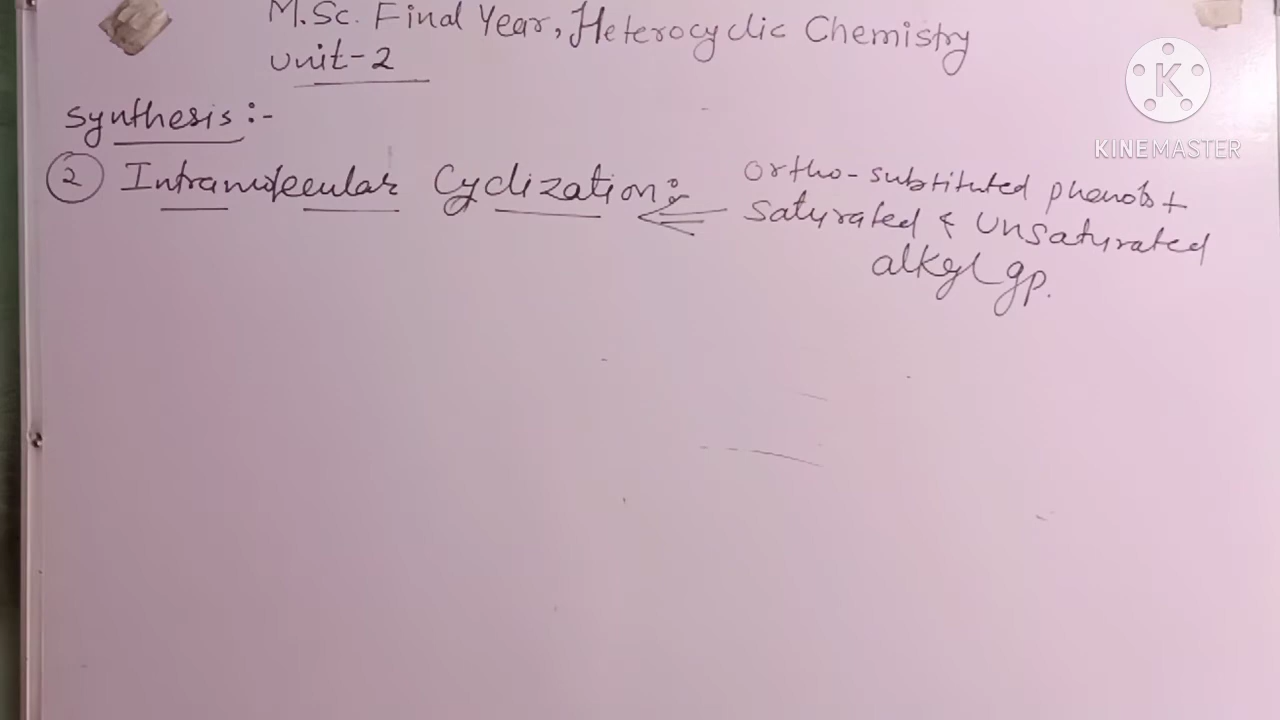 M.Sc. Final Year, Heterocyclic Chemistry
Unit-2
Synthesis:-
② Intramolecular Cyclization:
Ortho-substituted phenols +
Saturated & Unsaturated
alkyl gp.
K
KINEMASTER